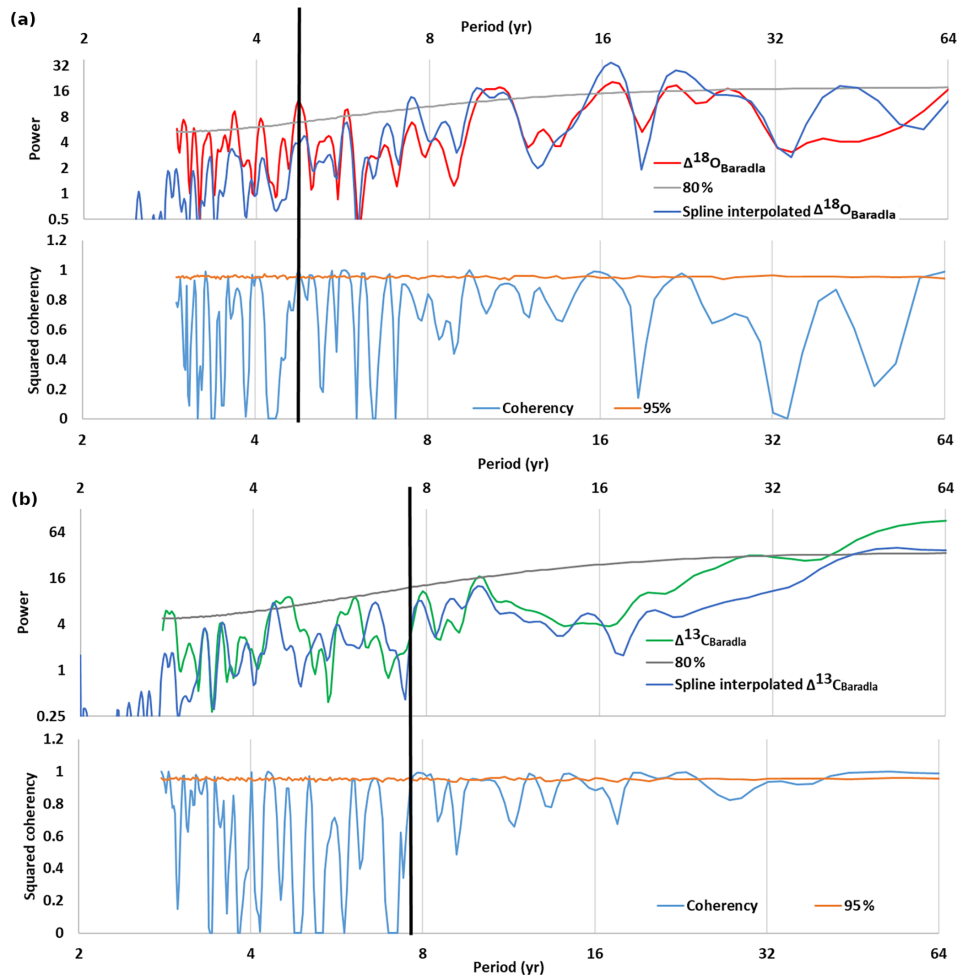 (a)
Period (yr)
2 4 8 16 32 64
Power
32
16
8
4
2
1
0.5
Δ18OBaradla
80%
Spline interpolated Δ18OBaradla
Squared coherency
1.2
1
0.8
0.6
0.4
0.2
0
Coherency 95%
2 4 8 16 32 64
Period (yr)
(b)
2 4 8 16 32 64
Power
64
16
4
1
0.25
Δ13CBaradla
80%
Spline interpolated Δ13CBaradla
Squared coherency
1.2
1
0.8
0.6
0.4
0.2
0
Coherency 95%
2 4 8 16 32 64
Period (yr)